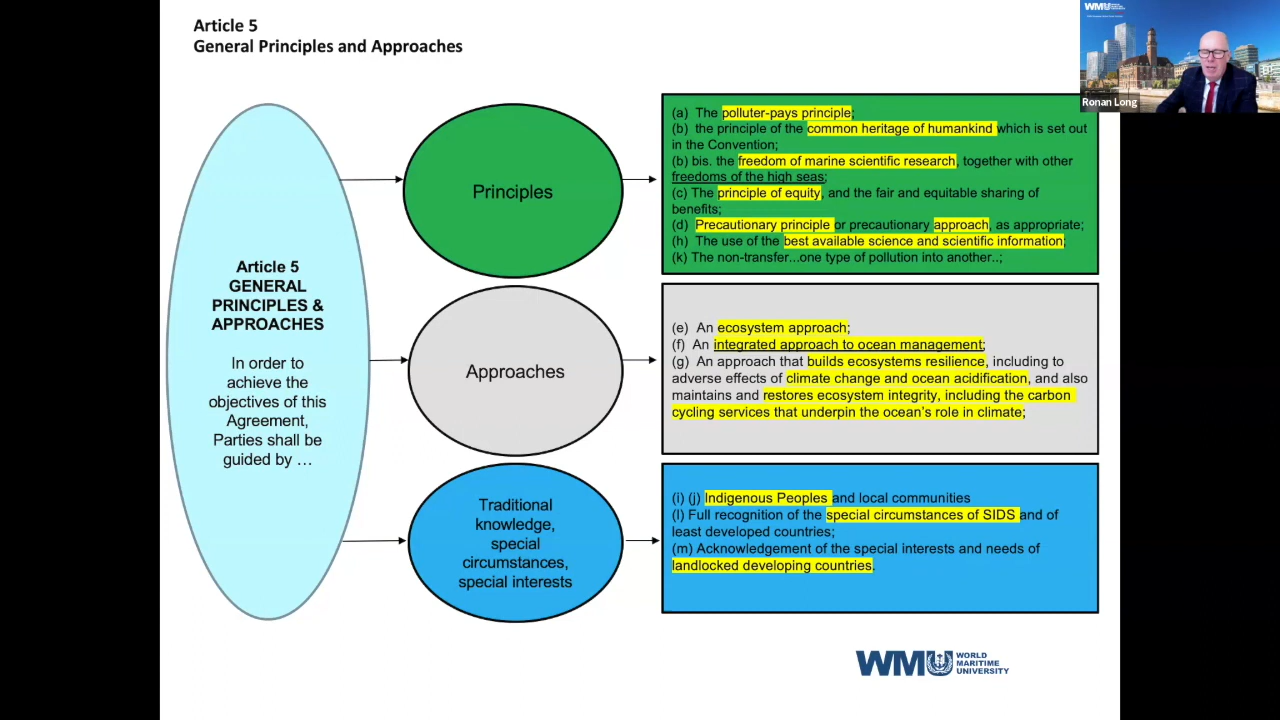 Article 5
General Principles and Approaches
WMU
WORLD MARITIME UNIVERSITY
Ronan Long
Article 5
GENERAL
PRINCIPLES &
APPROACHES
In order to
achieve the
objectives of this
Agreement,
Parties shall be
guided by …
Principles
(a) The polluter-pays principle;
(b) the principle of the common heritage of humankind which is set out
in the Convention;
(b) bis. the freedom of marine scientific research, together with other
freedoms of the high seas;
(c) The principle of equity, and the fair and equitable sharing of
benefits;
(d) Precautionary principle or precautionary approach, as appropriate;
(h) The use of the best available science and scientific information;
(k) The non-transfer...one type of pollution into another..;
Approaches
(e) An ecosystem approach;
(f) An integrated approach to ocean management;
(g) An approach that builds ecosystems resilience, including to
adverse effects of climate change and ocean acidification, and also
maintains and restores ecosystem integrity, including the carbon
cycling services that underpin the ocean's role in climate;
Traditional
knowledge,
special
circumstances,
special interests
(i) (j) Indigenous Peoples and local communities
(l) Full recognition of the special circumstances of SIDS and of
least developed countries;
(m) Acknowledgement of the special interests and needs of
landlocked developing countries.
WMU
WORLD
MARITIME
UNIVERSITY